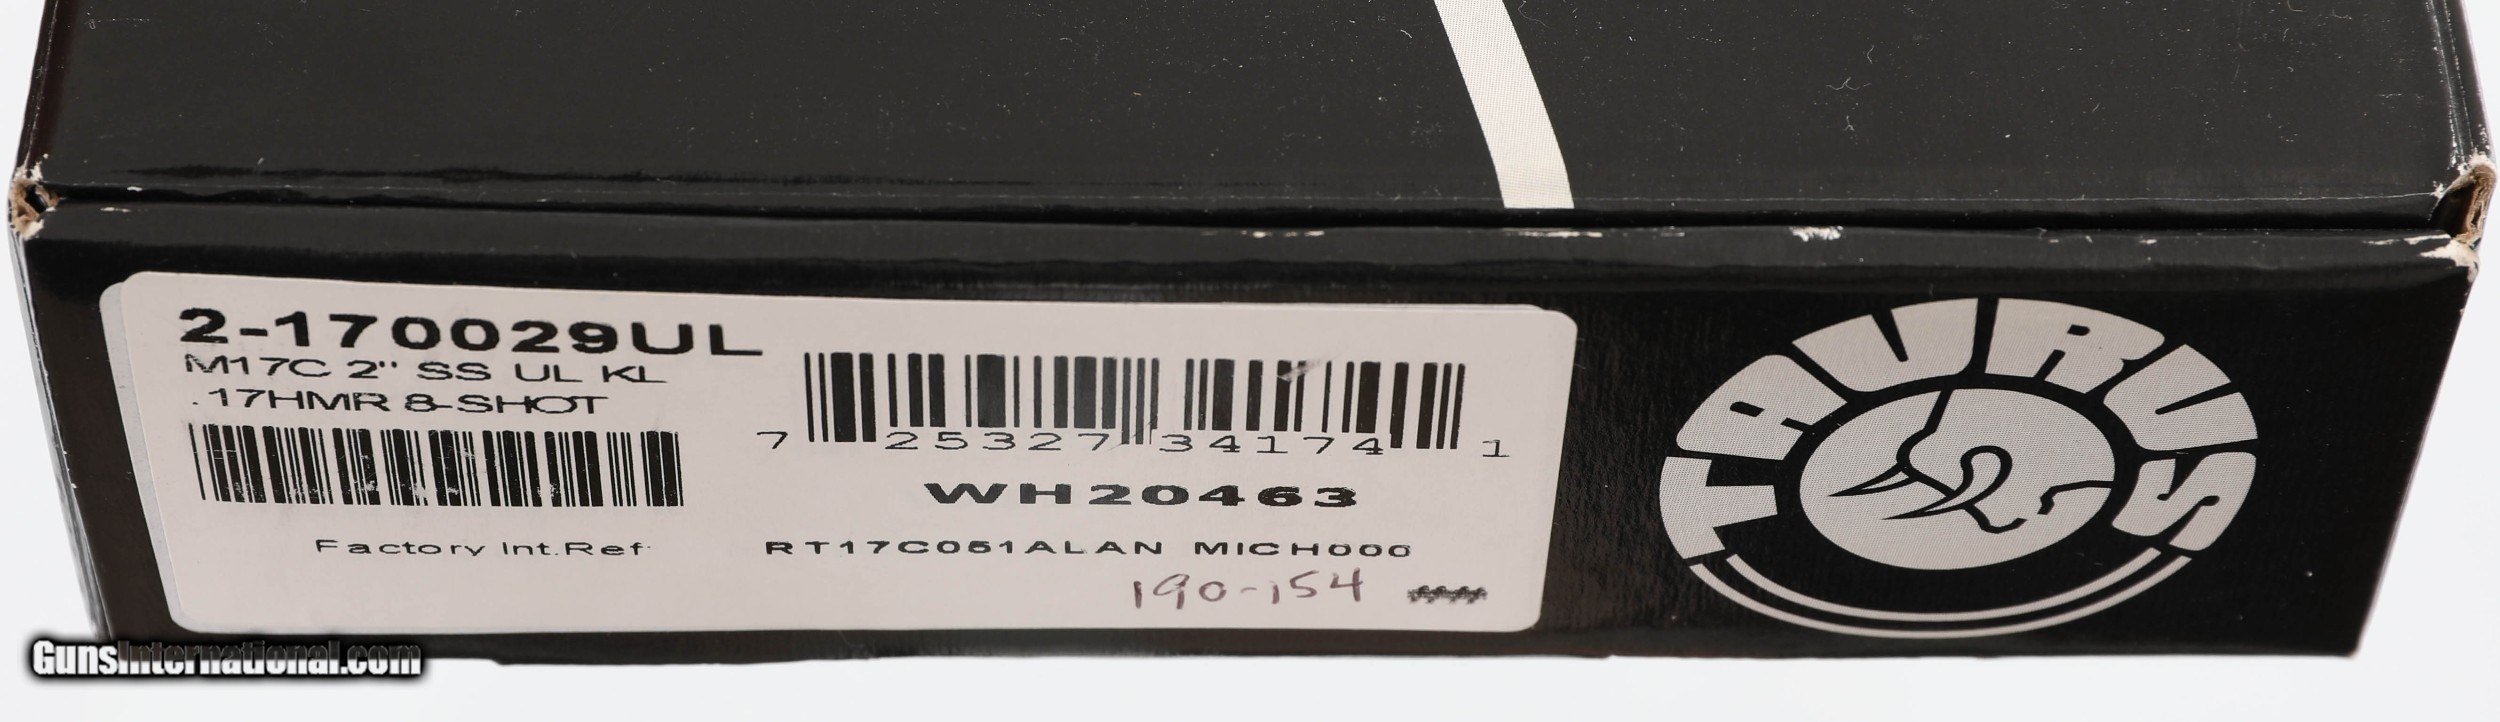 2-170029UL
M17C 2" SS UL KL
.17HMR 8-SHOT
7 25327 34174 1
WH20463
Factory Int.Ref
RT17C051ALAN MICH000
190-154 ####
TAURUS
GunsInternational.com